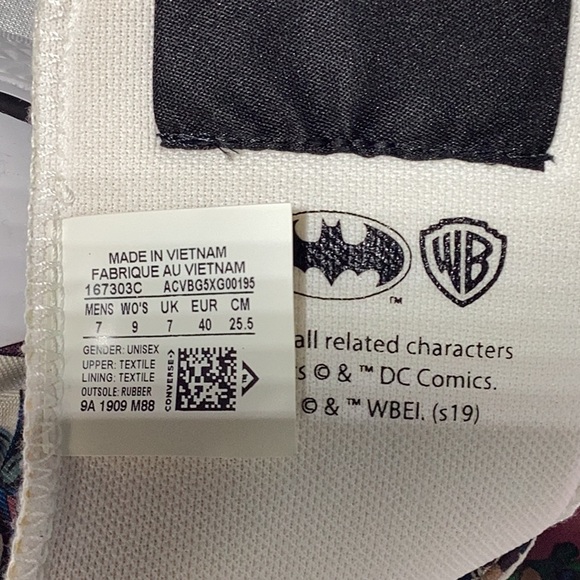 MADE IN VIETNAM
FABRIQUE AU VIETNAM
167303C ACVBG5XG00195
MENS WO'S UK EUR CM
7 9 7 40 25.5
GENDER: UNISEX
UPPER: TEXTILE
LINING: TEXTILE
OUTSOLE: RUBBER
9A 1909 M88
CONVERSE
™
WB
all related characters
s © & ™ DC Comics.
© & ™ WBEI. (s19)